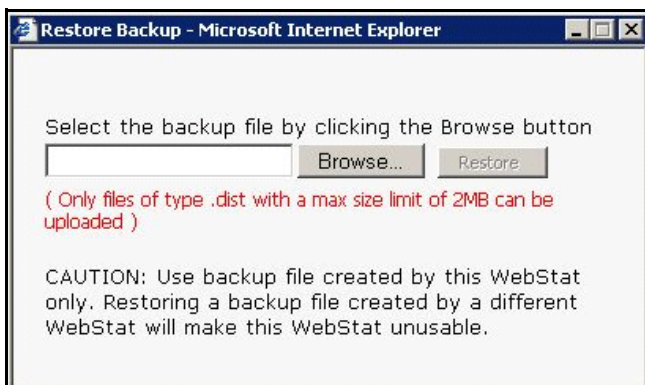 Restore Backup - Microsoft Internet Explorer
Select the backup file by clicking the Browse button
Browse... Restore
( Only files of type .dist with a max size limit of 2MB can be
uploaded )
CAUTION: Use backup file created by this WebStat
only. Restoring a backup file created by a different
WebStat will make this WebStat unusable.